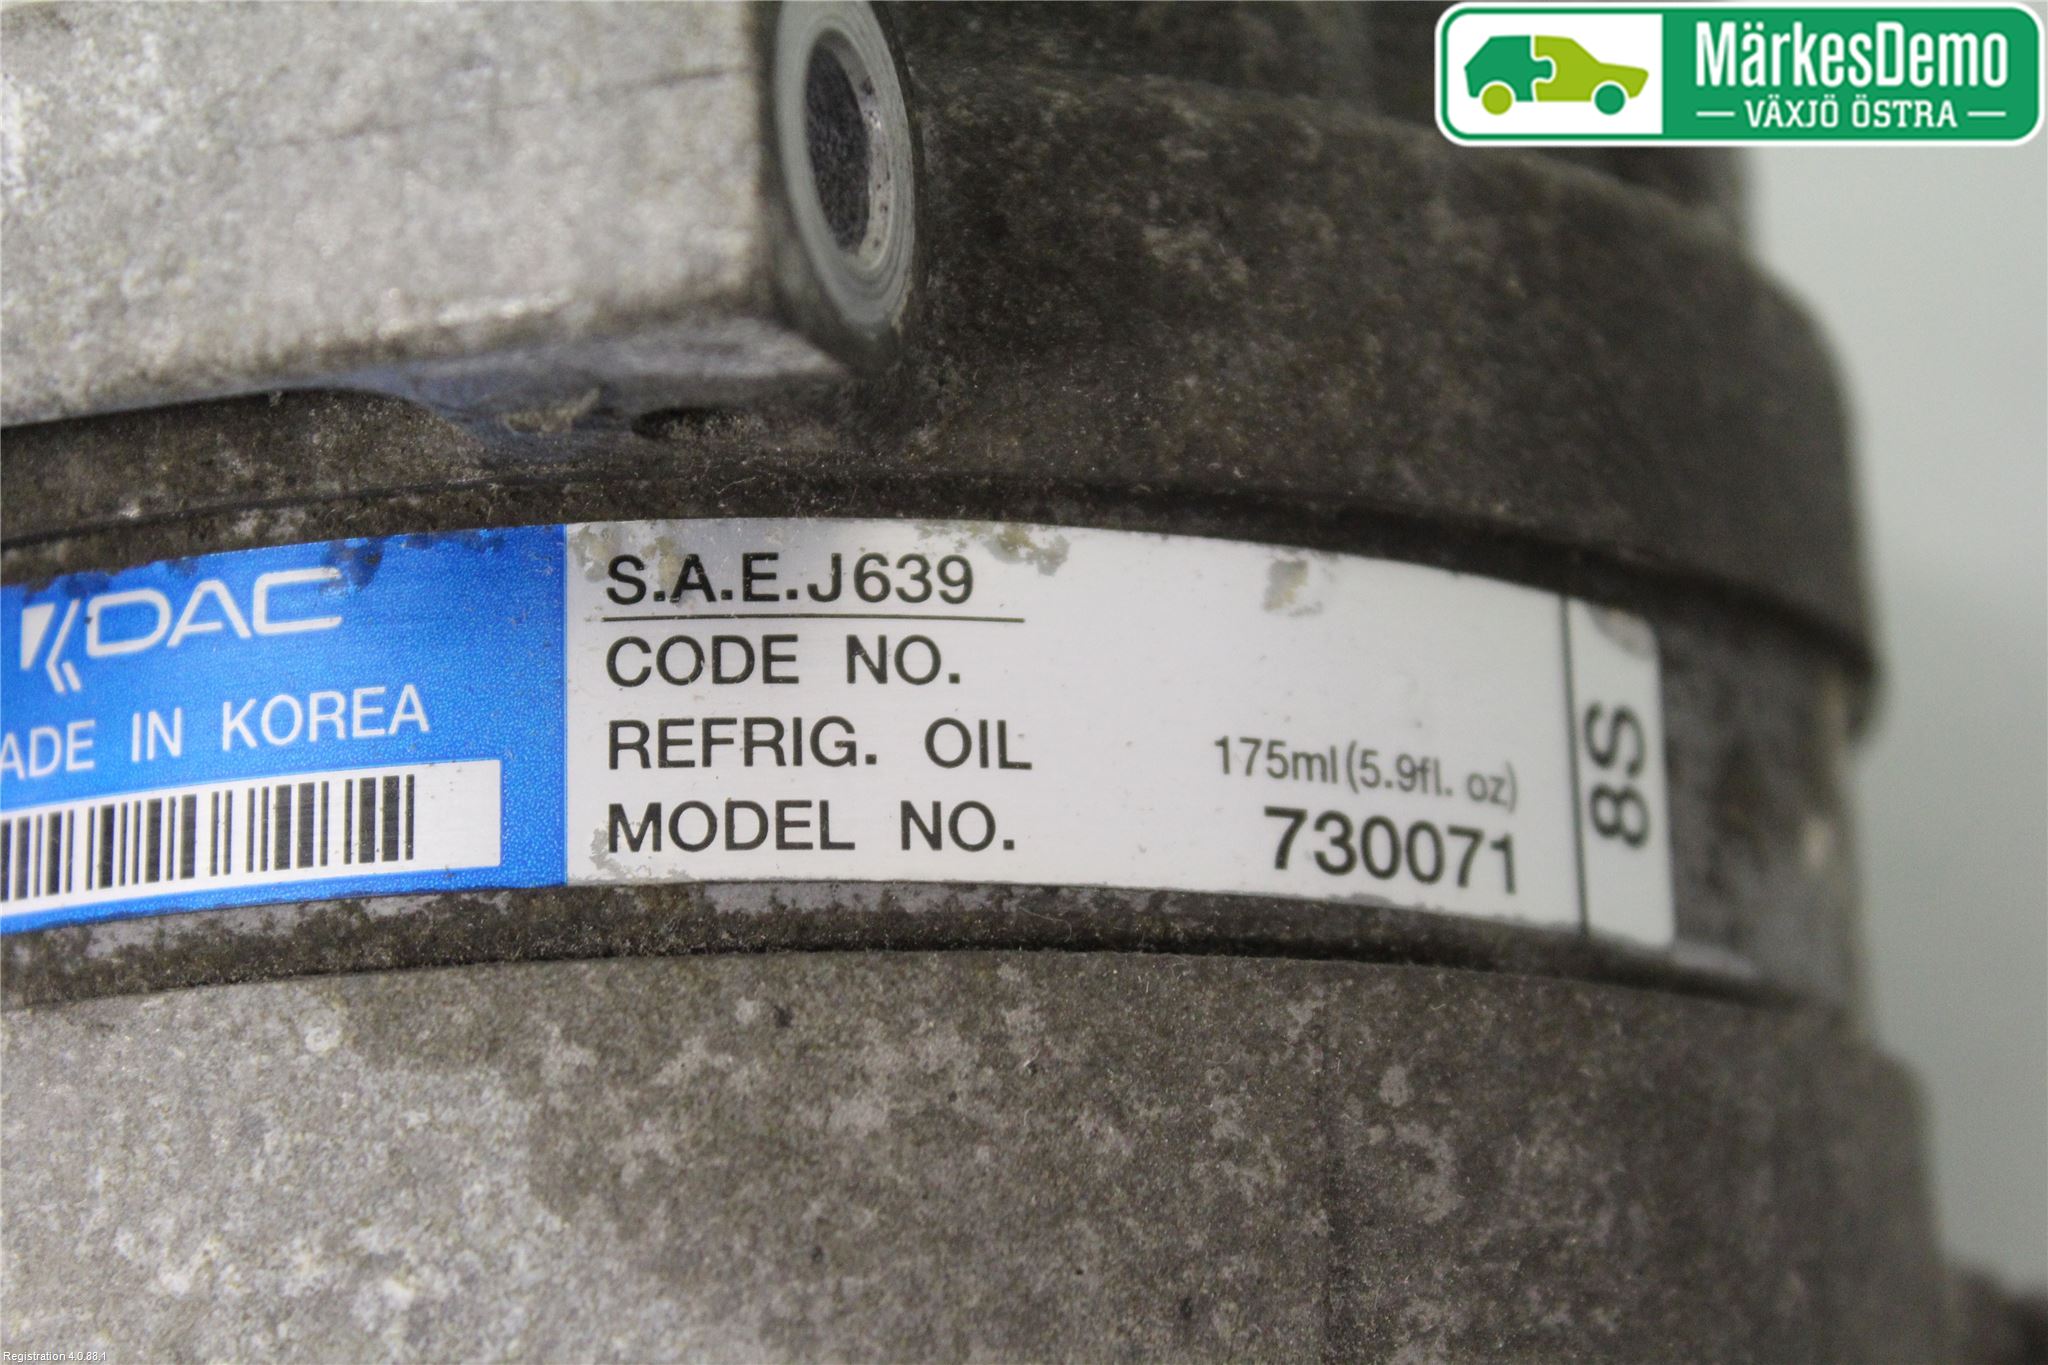 MärkesDemo
VÄXJÖ ÖSTRA
DAC
MADE IN KOREA
S.A.E.J639
CODE NO.
REFRIG. OIL 175ml (5.9fl. oz)
MODEL NO. 730071
8S
Registration 4.0.88.1